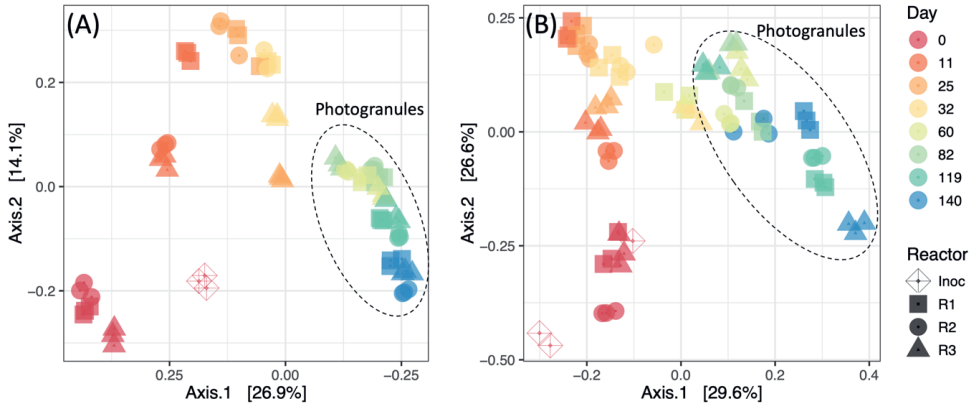 (A)
Photogranules
0.2
0.0
−0.2
0.25
0.00
−0.25
Axis.2 [14.1%]
Axis.1 [26.9%]
(B)
Photogranules
0.25
0.00
−0.25
−0.50
−0.2
0.0
0.2
0.4
Axis.2 [26.6%]
Axis.1 [29.6%]
Day
0
11
25
32
60
82
119
140
Reactor
Inoc
R1
R2
R3